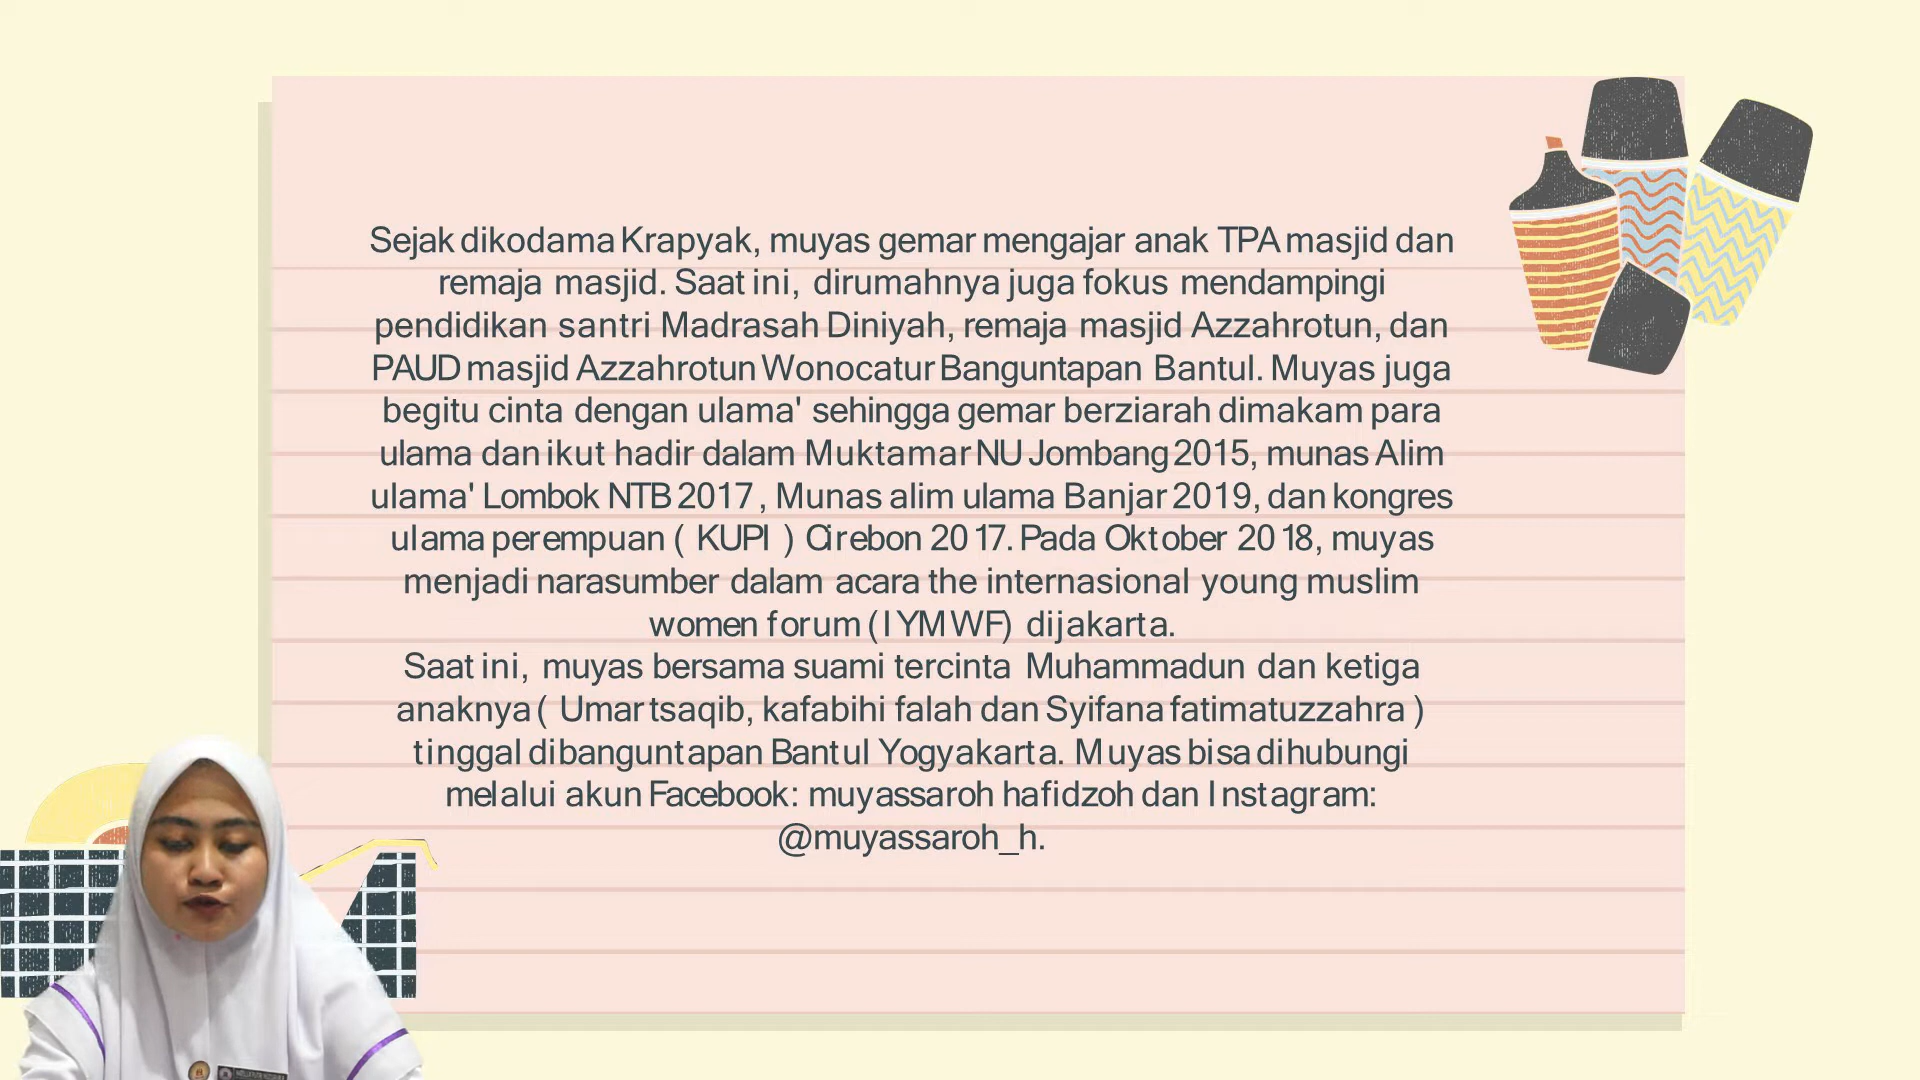 Sejak dikodama Krapyak, muyas gemar mengajar anak TPA masjid dan
remaja masjid. Saat ini, dirumahnya juga fokus mendampingi
pendidikan santri Madrasah Diniyah, remaja masjid Azzahrotun, dan
PAUD masjid Azzahrotun Wonocatur Banguntapan Bantul. Muyas juga
begitu cinta dengan ulama' sehingga gemar berziarah dimakam para
ulama dan ikut hadir dalam Muktamar NU Jombang 2015, munas Alim
ulama' Lombok NTB 2017, Munas alim ulama Banjar 2019, dan kongres
ulama perempuan ( KUPI ) Cirebon 2017. Pada Oktober 2018, muyas
menjadi narasumber dalam acara the internasional young muslim
women forum (IYMWF) dijakarta.
Saat ini, muyas bersama suami tercinta Muhammadun dan ketiga
anaknya ( Umar tsaqib, kafabihi falah dan Syifana fatimatuzzahra )
tinggal dibanguntapan Bantul Yogyakarta. Muyas bisa dihubungi
melalui akun Facebook: muyassaroh hafidzoh dan Instagram:
@muyassaroh_h.